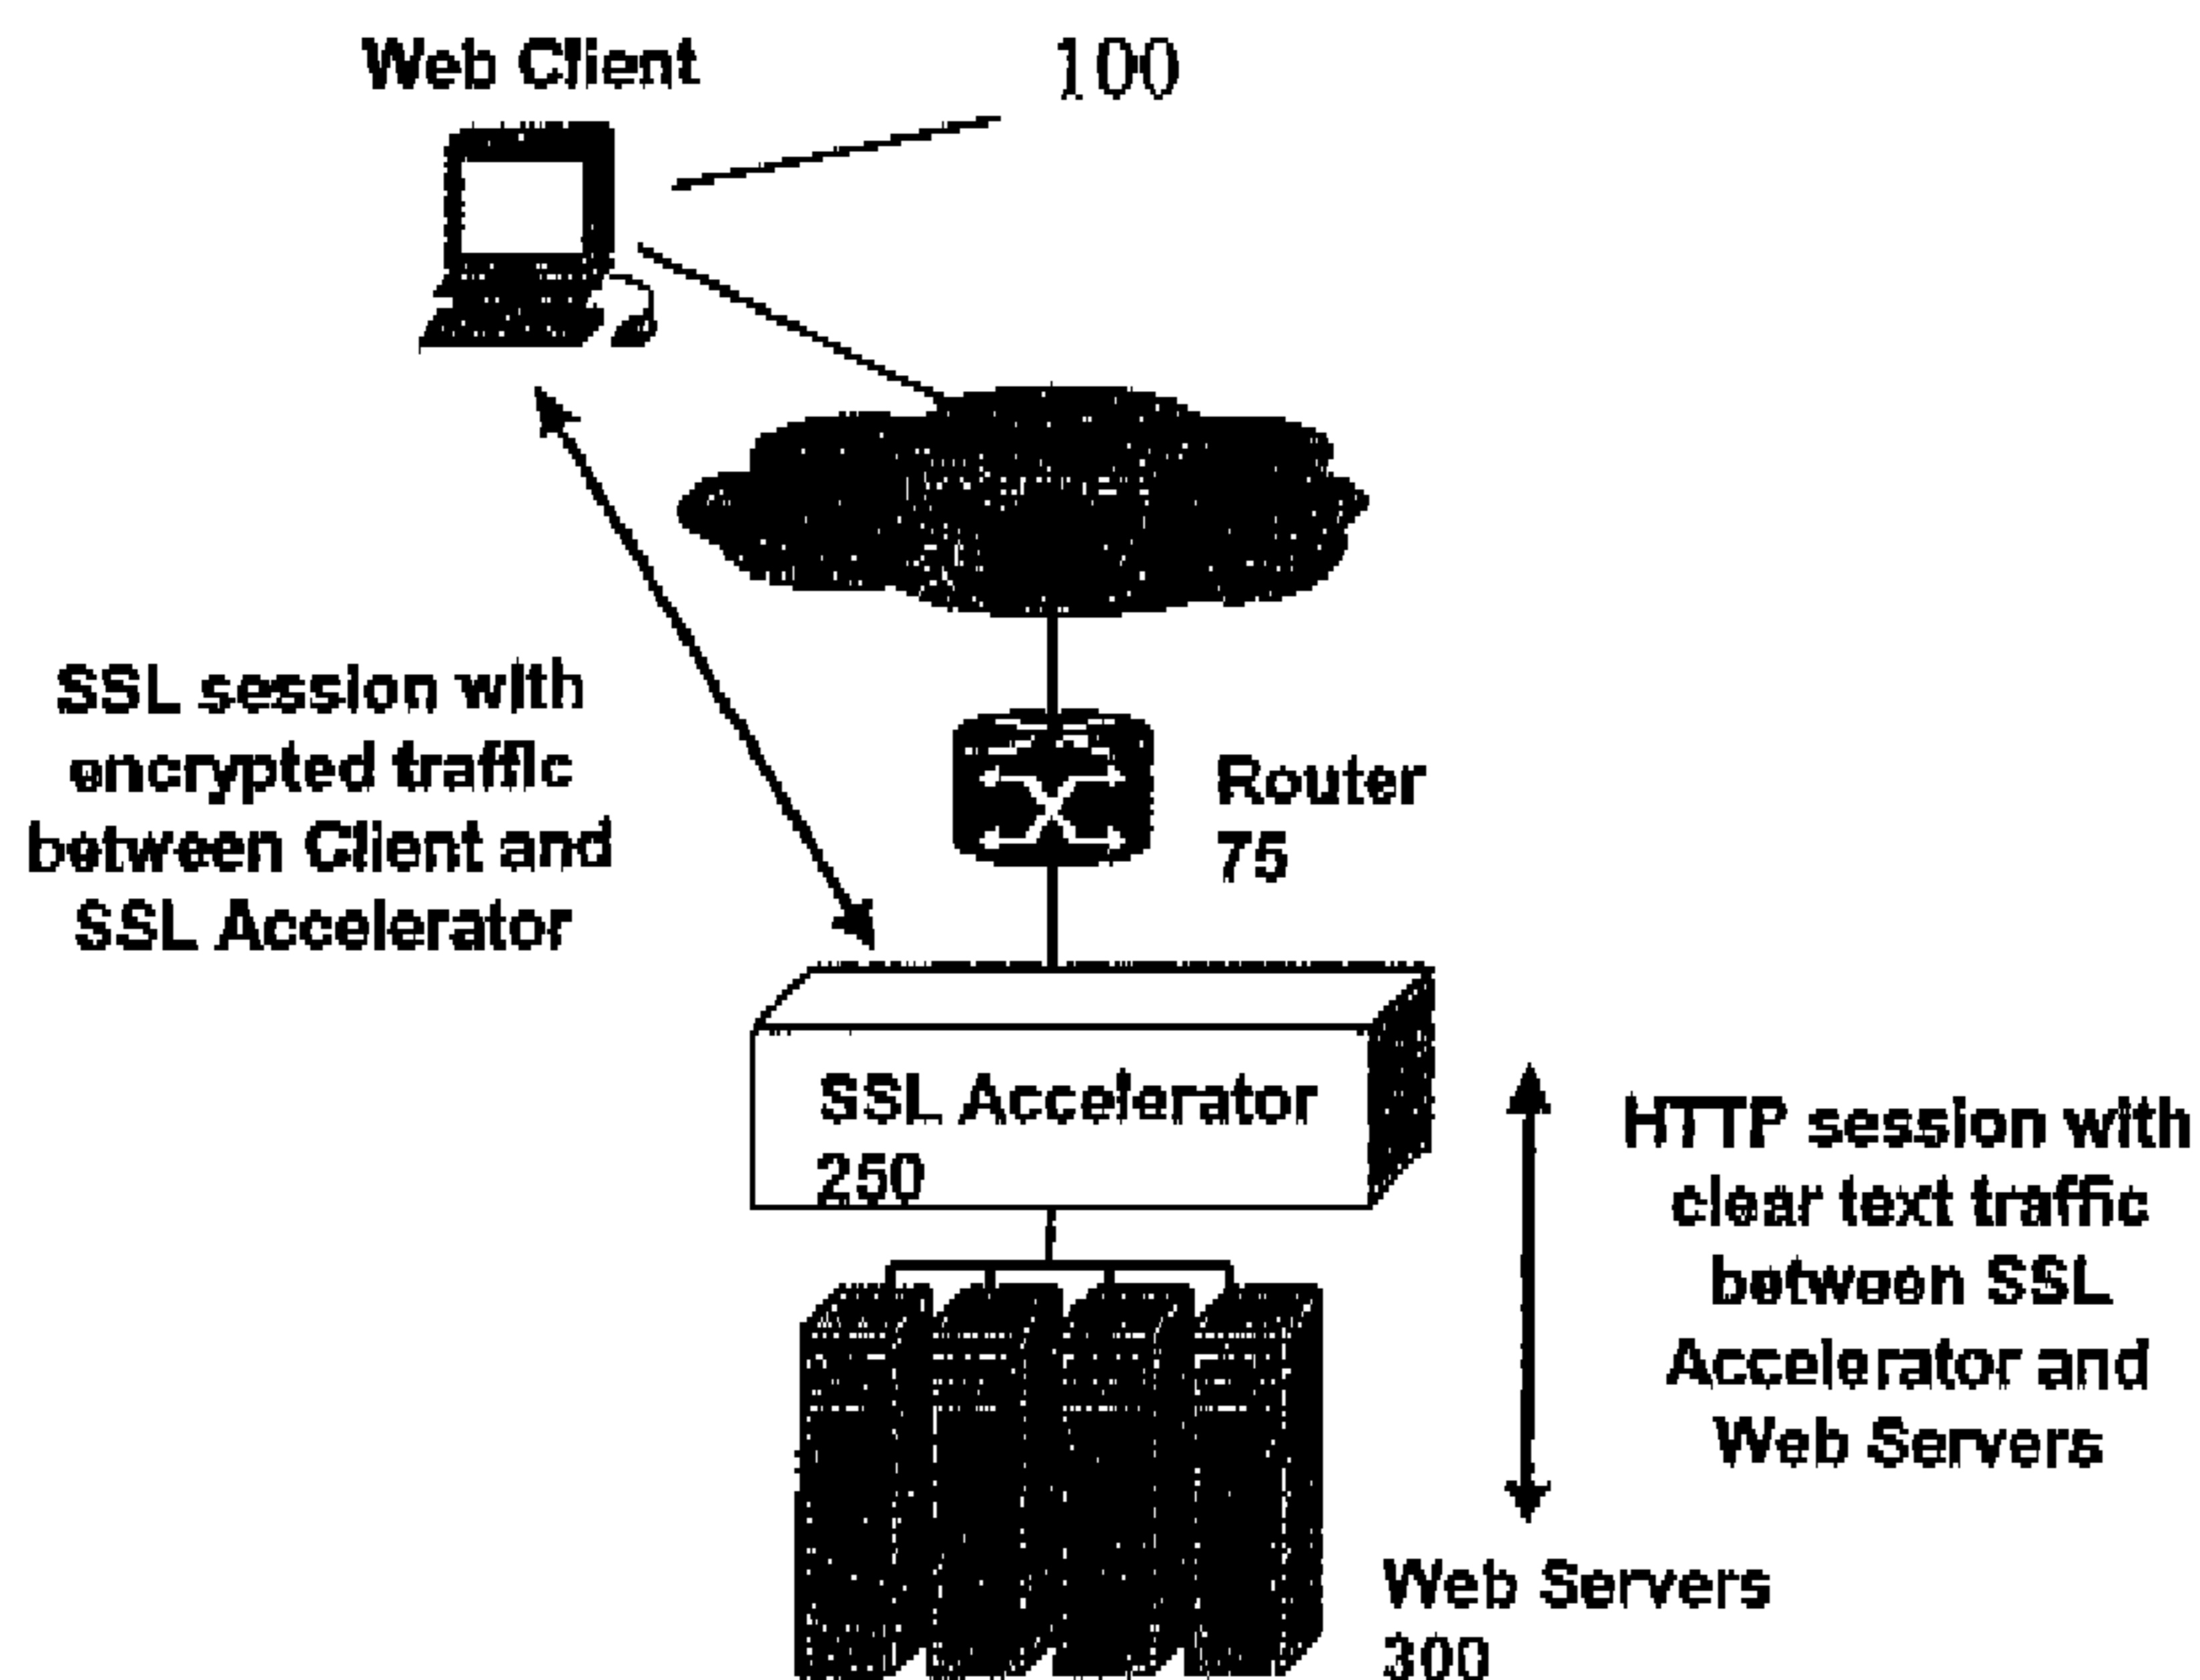 Web Client
100
SSL session with
encrypted traffic
between Client and
SSL Accelerator
Router
75
SSL Accelerator
250
HTTP session with
clear text traffic
between SSL
Accelerator and
Web Servers
Web Servers
300